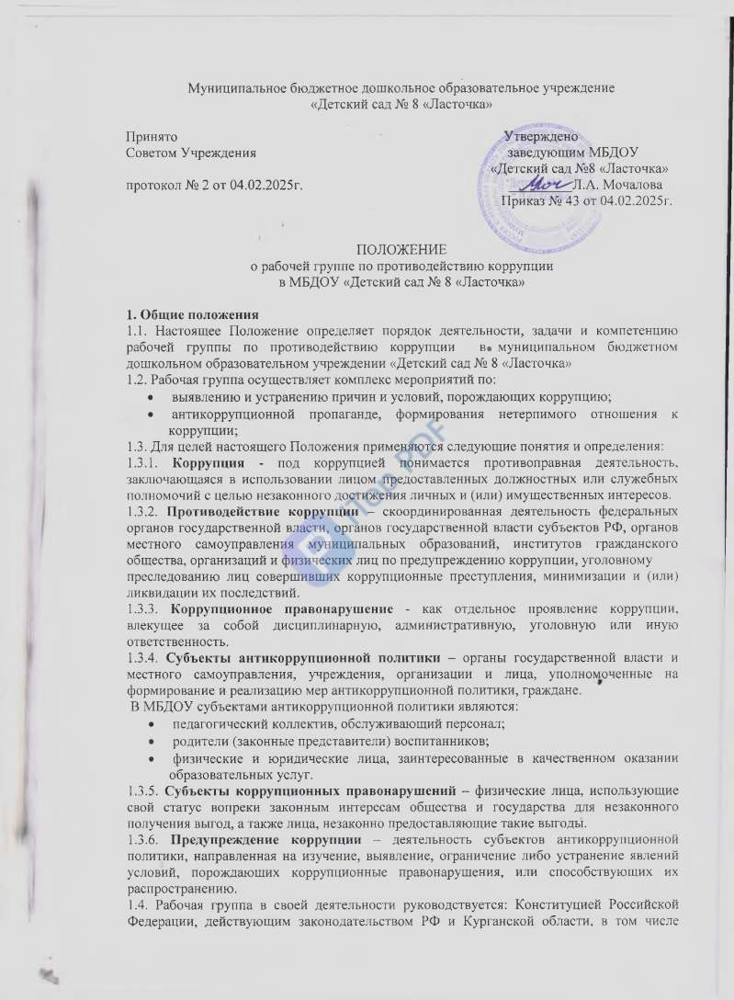 Муниципальное бюджетное дошкольное образовательное учреждение
«Детский сад № 8 «Ласточка»
Принято Утверждено
Советом Учреждения заведующим МБДОУ
«Детский сад №8 «Ласточка»
протокол № 2 от 04.02.2025г. Л.А. Мочалова
Приказ № 43 от 04.02.2025г.
ПОЛОЖЕНИЕ
о рабочей группе по противодействию коррупции
в МБДОУ «Детский сад № 8 «Ласточка»
1. Общие положения
1.1. Настоящее Положение определяет порядок деятельности, задачи и компетенцию
рабочей группы по противодействию коррупции в муниципальном бюджетном
дошкольном образовательном учреждении «Детский сад № 8 «Ласточка»
1.2. Рабочая группа осуществляет комплекс мероприятий по:
• выявлению и устранению причин и условий, порождающих коррупцию;
• антикоррупционной пропаганде, формирования нетерпимого отношения к
коррупции;
1.3. Для целей настоящего Положения применяются следующие понятия и определения:
1.3.1. Коррупция - под коррупцией понимается противоправная деятельность,
заключающаяся в использовании лицом предоставленных должностных или служебных
полномочий с целью незаконного достижения личных и (или) имущественных интересов.
1.3.2. Противодействие коррупции – скоординированная деятельность федеральных
органов государственной власти, органов государственной власти субъектов РФ, органов
местного самоуправления муниципальных образований, институтов гражданского
общества, организаций и физических лиц по предупреждению коррупции, уголовному
преследованию лиц совершивших коррупционные преступления, минимизации и (или)
ликвидации их последствий.
1.3.3. Коррупционное правонарушение - как отдельное проявление коррупции,
влекущее за собой дисциплинарную, административную, уголовную или иную
ответственность.
1.3.4. Субъекты антикоррупционной политики – органы государственной власти и
местного самоуправления, учреждения, организации и лица, уполномоченные на
формирование и реализацию мер антикоррупционной политики, граждане.
В МБДОУ субъектами антикоррупционной политики являются:
• педагогический коллектив, обслуживающий персонал;
• родители (законные представители) воспитанников;
• физические и юридические лица, заинтересованные в качественном оказании
образовательных услуг.
1.3.5. Субъекты коррупционных правонарушений – физические лица, использующие
свой статус вопреки законным интересам общества и государства для незаконного
получения выгод, а также лица, незаконно предоставляющие такие выгоды.
1.3.6. Предупреждение коррупции – деятельность субъектов антикоррупционной
политики, направленная на изучение, выявление, ограничение либо устранение явлений
условий, порождающих коррупционные правонарушения, или способствующих их
распространению.
1.4. Рабочая группа в своей деятельности руководствуется: Конституцией Российской
Федерации, действующим законодательством РФ и Курганской области, в том числе
iTop PDF